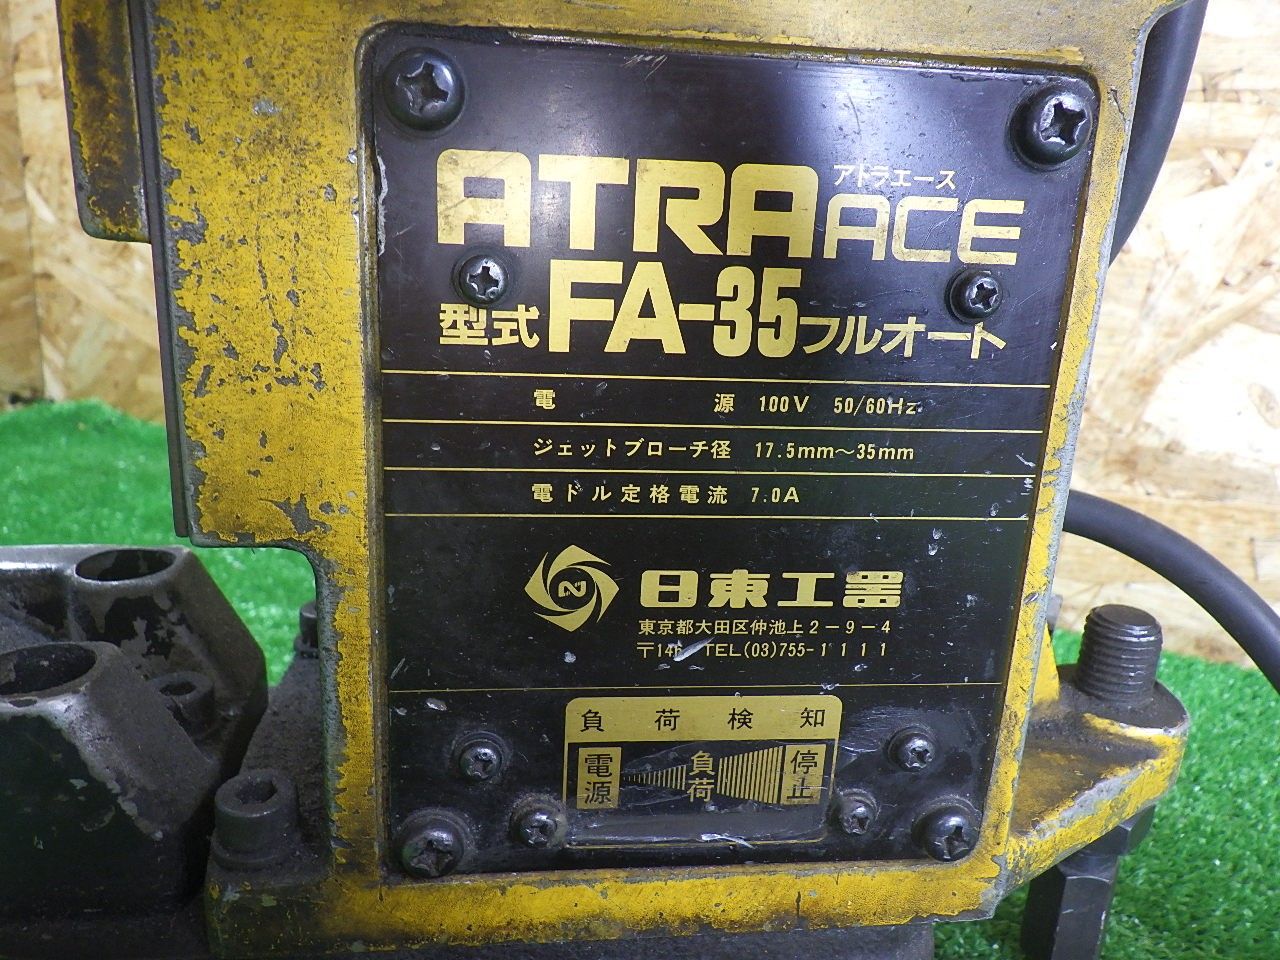 アトラエース
ATRA ACE
型式 FA-35 フルオート
電源 100V 50/60Hz
ジェットブローチ径 17.5mm～35mm
電ドル定格電流 7.0A
日東工器
東京都大田区仲池上2-9-4
〒146 TEL(03)755-1111
負荷検知
電源 負荷 停止